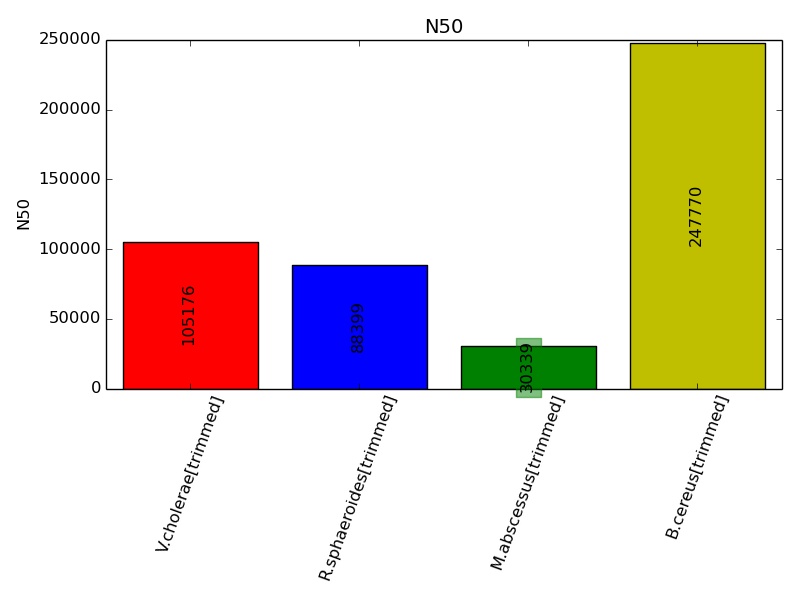 N50
N50
250000
200000
150000
100000
50000
0
105176
88399
30339
247770
V.cholerae[trimmed]
R.sphaeroides[trimmed]
M.abscessus[trimmed]
B.cereus[trimmed]